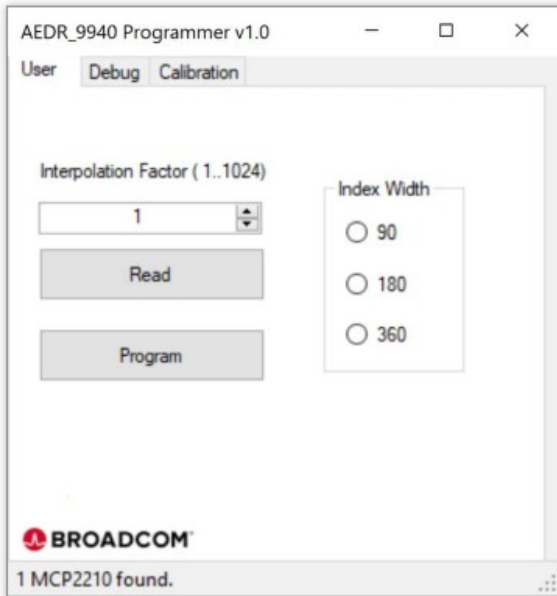 AEDR_9940 Programmer v1.0
User Debug Calibration
Interpolation Factor ( 1..1024)
1
Read
Program
Index Width
90
180
360
BROADCOM
1 MCP2210 found.